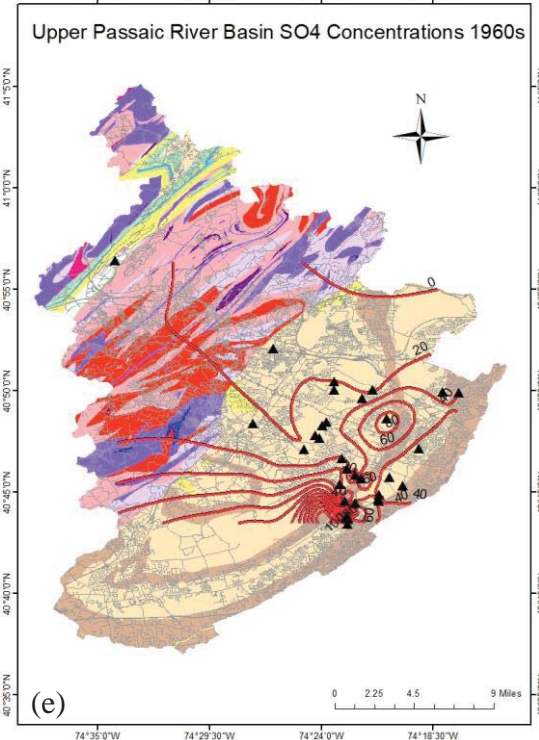 Upper Passaic River Basin SO4 Concentrations 1960s
N
41°5'0"N
41°0'0"N
40°55'0"N
40°50'0"N
40°45'0"N
40°40'0"N
40°35'0"N
0
20
60
40
40
60
(e)
0 2.25 4.5 9 Miles
74°35'0"W 74°29'30"W 74°24'0"W 74°18'30"W